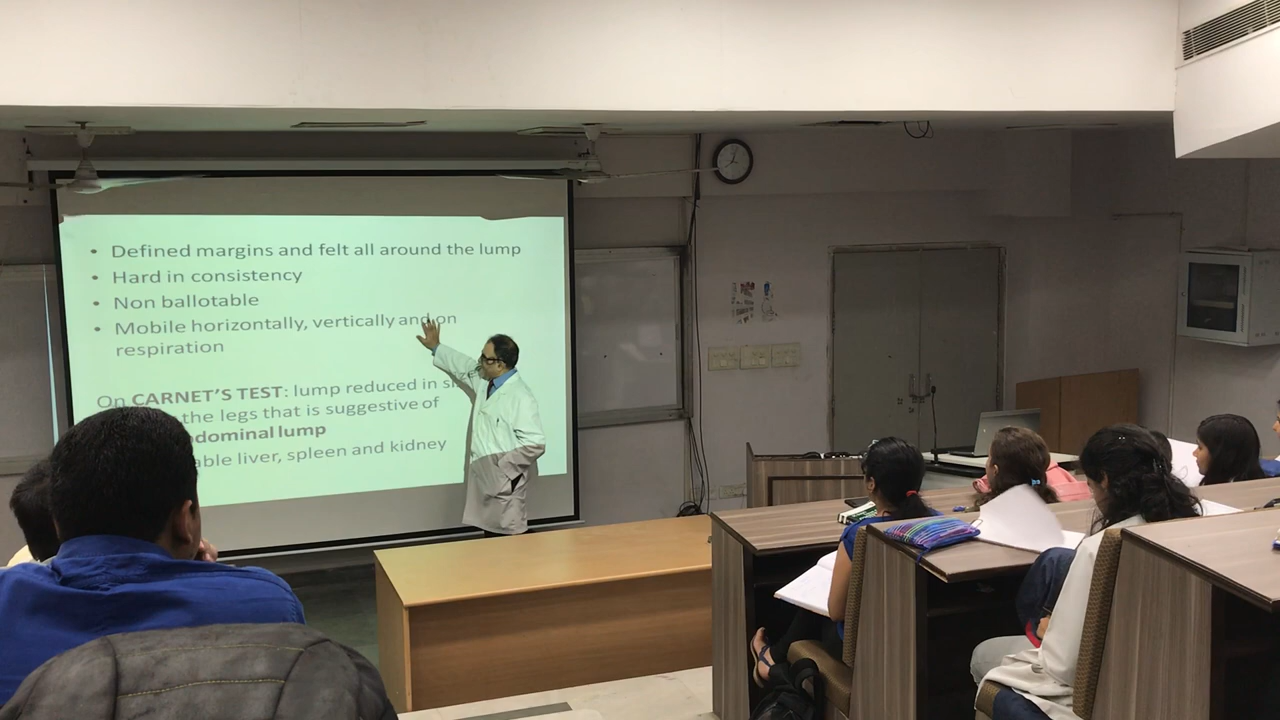 • Defined margins and felt all around the lump
• Hard in consistency
• Non ballotable
• Mobile horizontally, vertically and on
respiration
On CARNET'S TEST: lump reduced in
the legs that is suggestive of
lump
liver, spleen and kidney